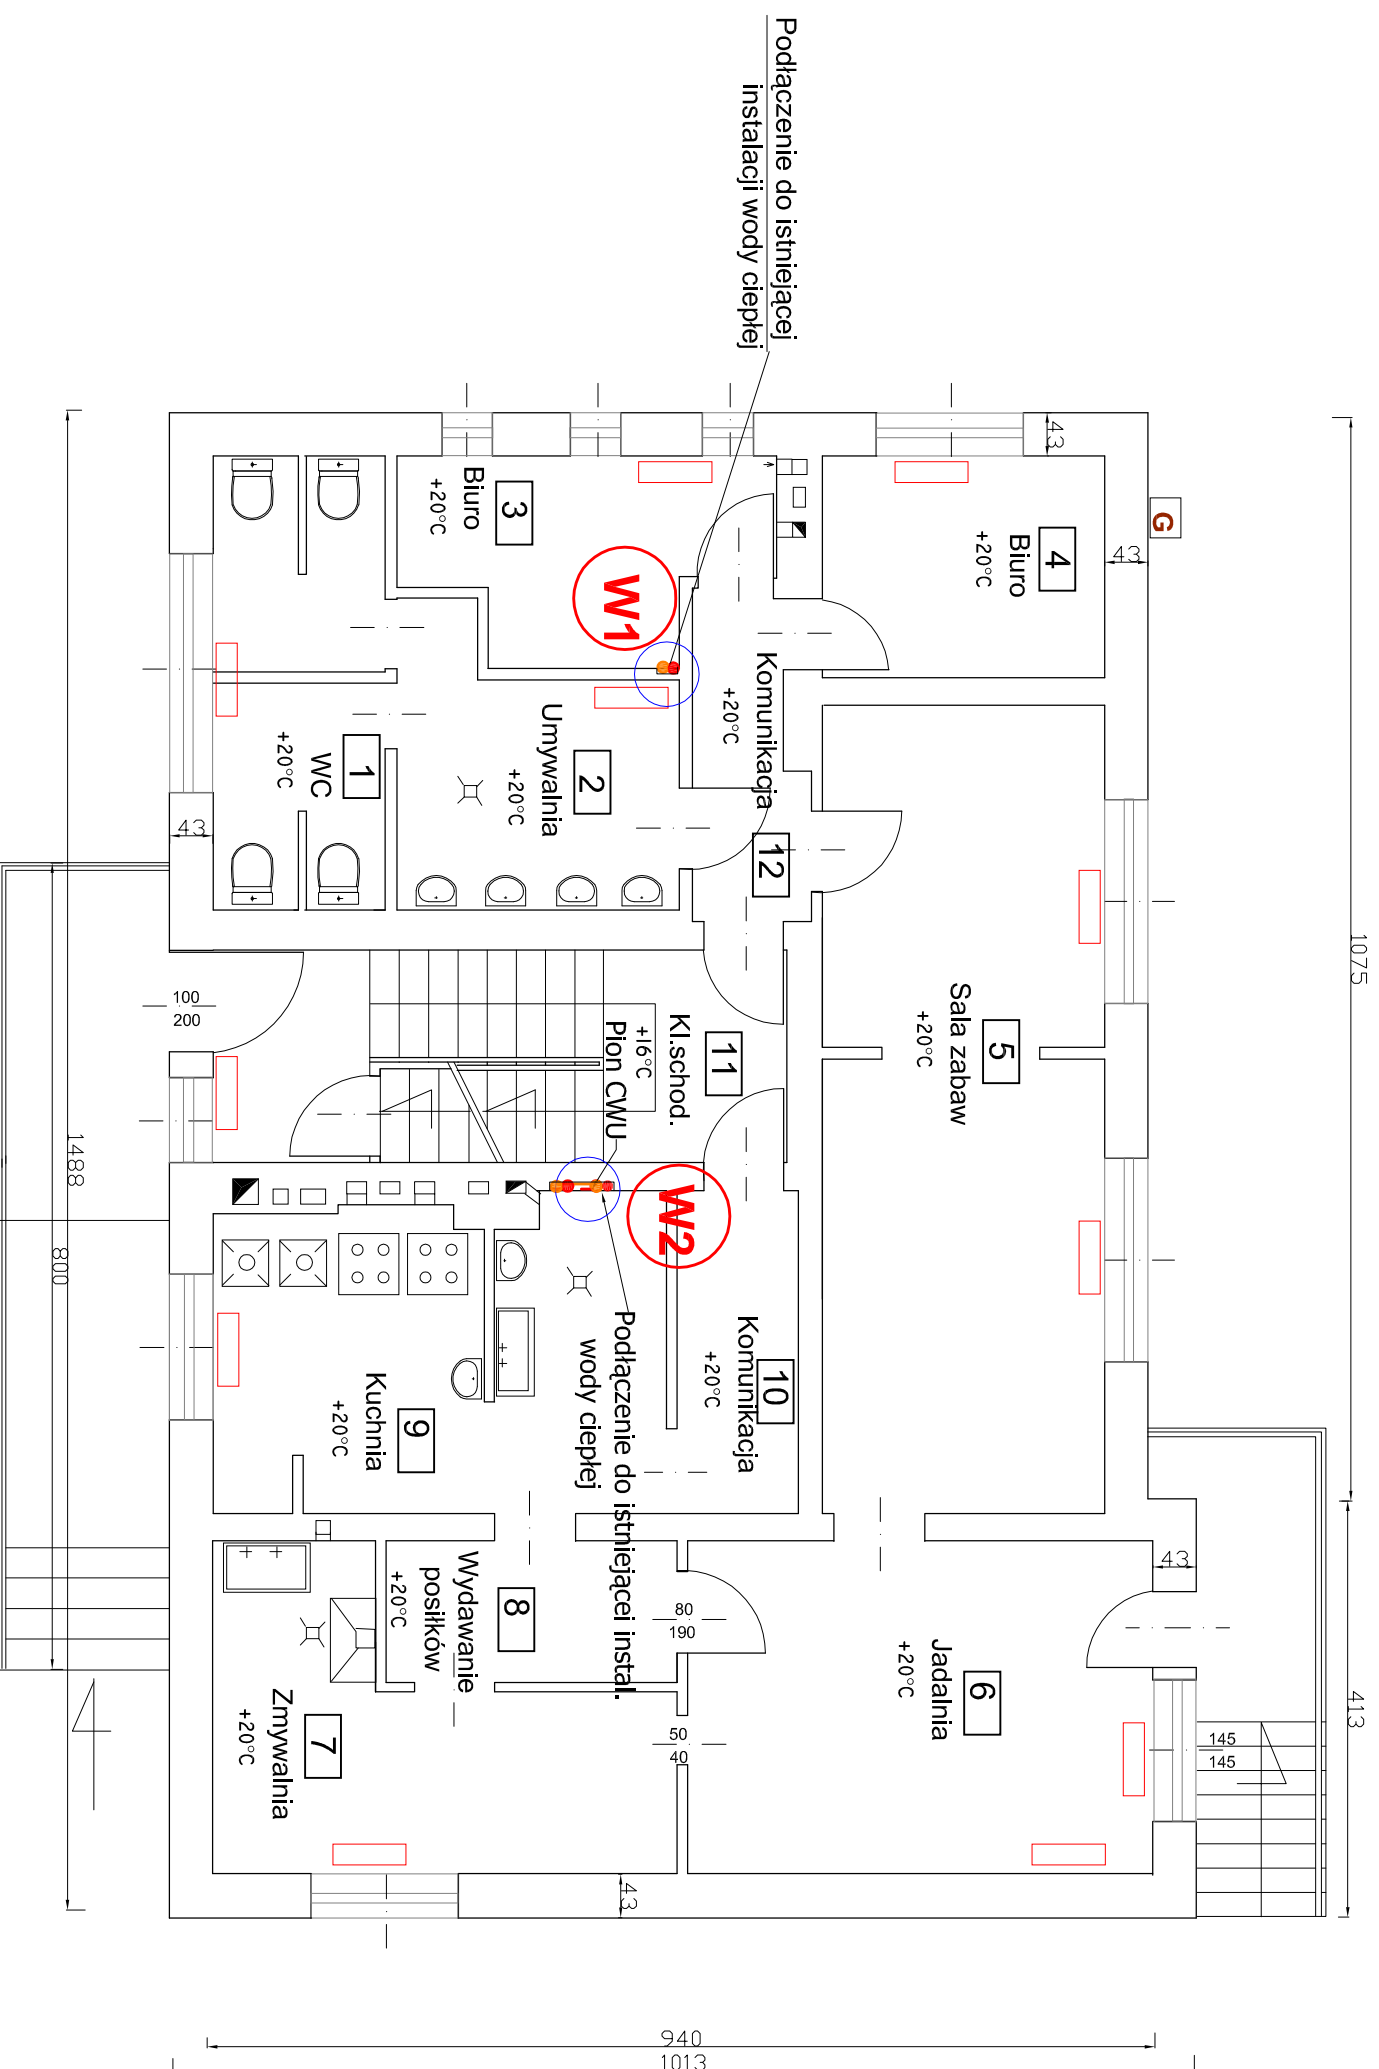 Podłączenie do istniejącej
instalacji wody ciepłej
G
43
43
4
Biuro
+20°C
3
Biuro
+20°C
W1
Komunikacja
+20°C
12
2
Umywalnia
+20°C
1
WC
+20°C
43
1075
5
Sala zabaw
+20°C
100
200
11
Kl.schod.
+16°C
Pion CWU
W2
1488
800
10
Komunikacja
+20°C
Podłączenie do istniejącei instal.
wody ciepłej
9
Kuchnia
+20°C
8
Wydawanie
posiłków
+20°C
80
190
50
40
43
6
Jadalnia
+20°C
413
145
145
7
Zmywalnia
+20°C
43
940
1013